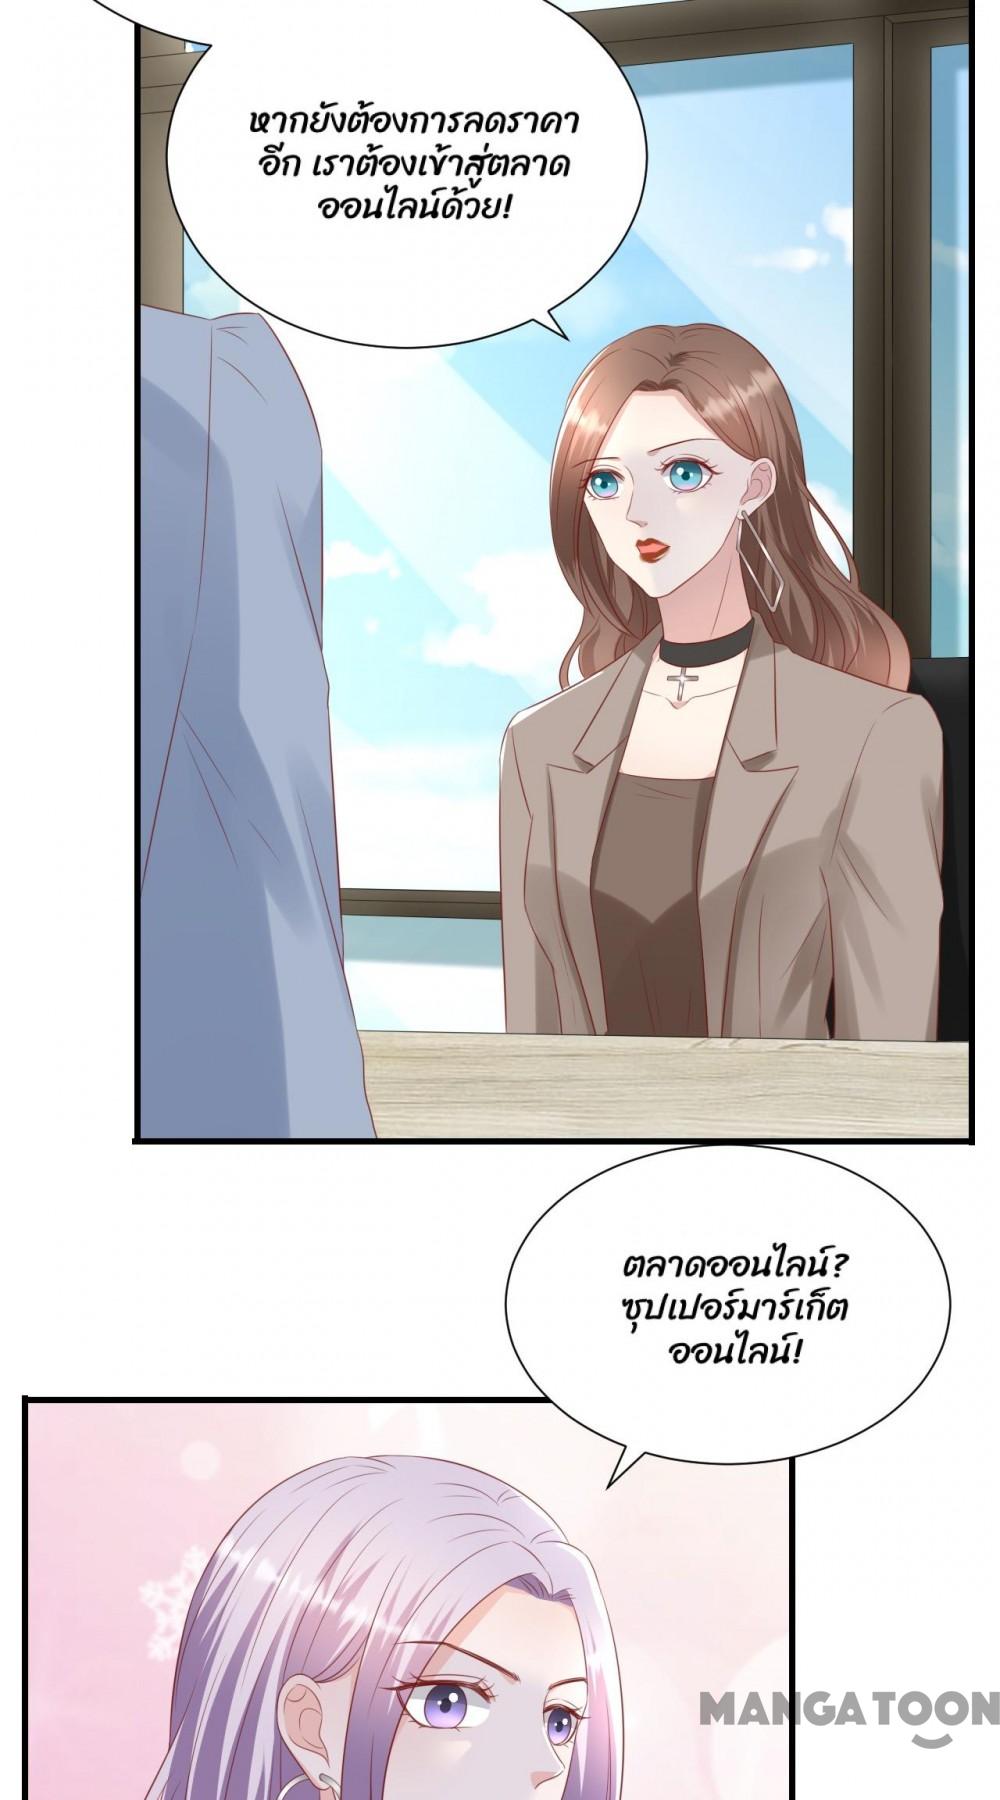 หากยังต้องการลดราคา
อีก เราต้องเข้าสู่ตลาด
ออนไลน์ด้วย!
ตลาดออนไลน์?
ซุปเปอร์มาร์เก็ต
ออนไลน์!
MANGATOON